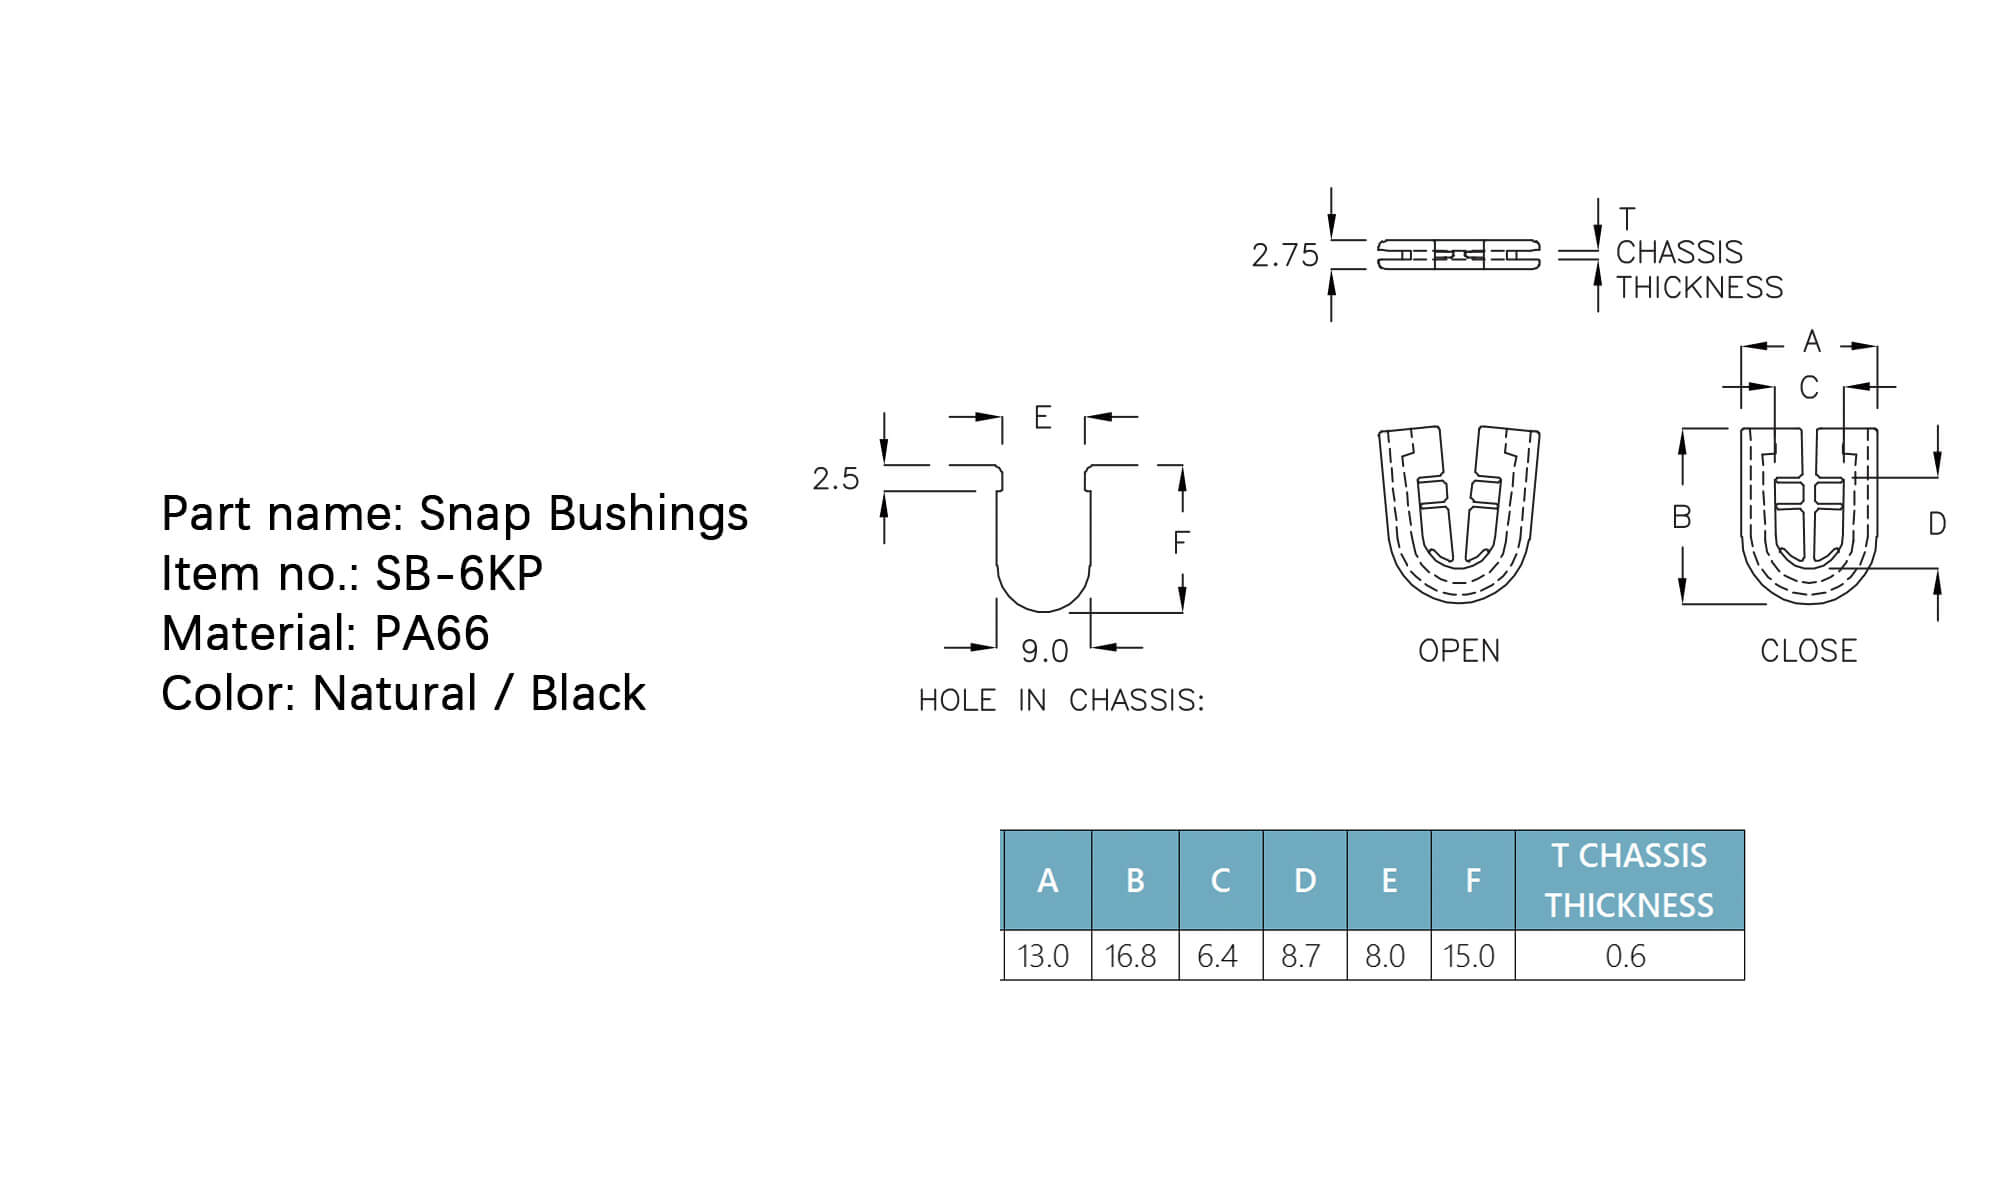 Part name: Snap Bushings
Item no.: SB-6KP
Material: PA66
Color: Natural / Black
2.75
T
CHASSIS
THICKNESS
A
C
E
2.5
F
B
D
9.0
HOLE IN CHASSIS:
OPEN
CLOSE
A B C D E F T CHASSIS THICKNESS
13.0 16.8 6.4 8.7 8.0 15.0 0.6